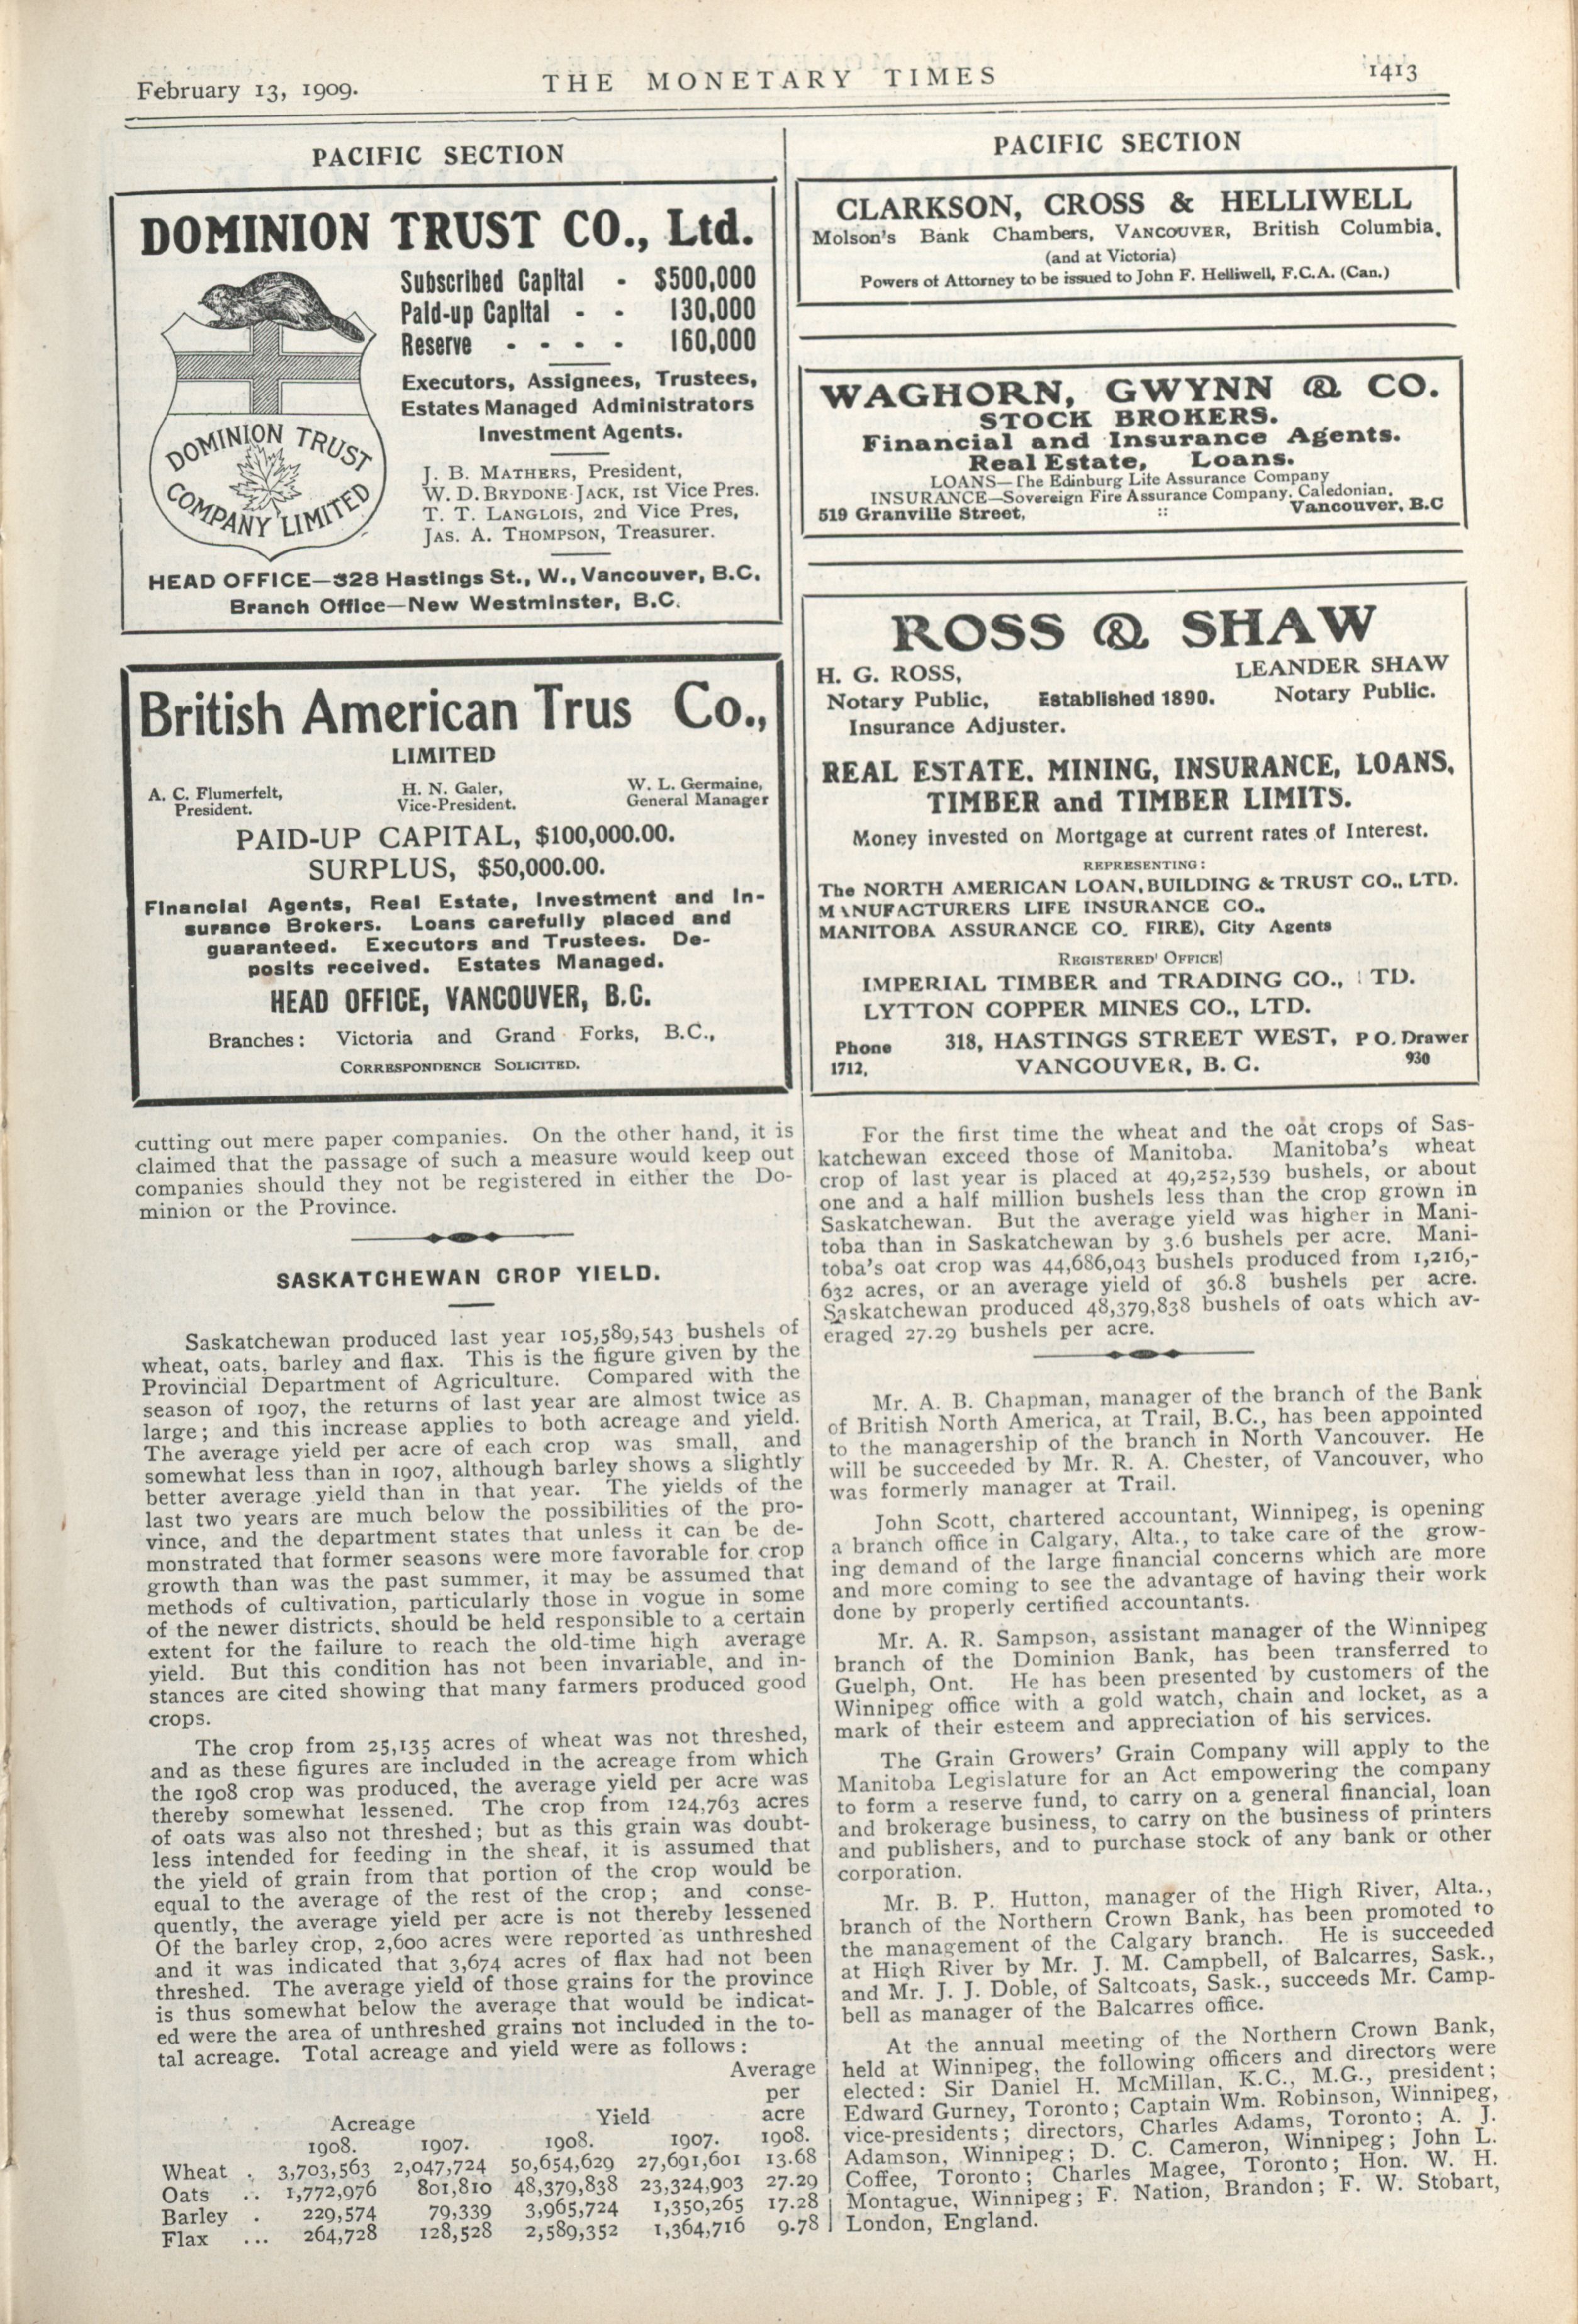 February 13, 1909.
THE MONETARY TIMES
1413
PACIFIC SECTION
DOMINION TRUST CO., Ltd.
Subscribed Capital - $500,000
Paid-up Capital - - 130,000
Reserve - - - - 160,000
Executors, Assignees, Trustees,
Estates Managed Administrators
Investment Agents.
J. B. MATHERS, President,
W. D. BRYDONE-JACK, 1st Vice Pres.
T. T. LANGLOIS, 2nd Vice Pres,
JAS. A. THOMPSON, Treasurer.
DOMINION TRUST
COMPANY LIMITED
HEAD OFFICE—328 Hastings St., W., Vancouver, B.C.
Branch Office—New Westminster, B.C.
British American Trus Co.,
LIMITED
A. C. Flumerfelt, H. N. Galer, W. L. Germaine,
President. Vice-President. General Manager
PAID-UP CAPITAL, $100,000.00.
SURPLUS, $50,000.00.
Financial Agents, Real Estate, Investment and In-
surance Brokers. Loans carefully placed and
guaranteed. Executors and Trustees. De-
posits received. Estates Managed.
HEAD OFFICE, VANCOUVER, B.C.
Branches: Victoria and Grand Forks, B.C.,
CORRESPONDENCE SOLICITED.
PACIFIC SECTION
CLARKSON, CROSS & HELLIWELL
Molson's Bank Chambers, VANCOUVER, British Columbia,
(and at Victoria)
Powers of Attorney to be issued to John F. Helliwell, F.C.A. (Can.)
WAGHORN, GWYNN & CO.
STOCK BROKERS.
Financial and Insurance Agents.
Real Estate, Loans.
LOANS—The Edinburg Life Assurance Company
INSURANCE—Sovereign Fire Assurance Company, Caledonian.
519 Granville Street, :: Vancouver, B.C
ROSS & SHAW
H. G. ROSS, LEANDER SHAW
Notary Public, Established 1890. Notary Public.
Insurance Adjuster.
REAL ESTATE. MINING, INSURANCE, LOANS,
TIMBER and TIMBER LIMITS.
Money invested on Mortgage at current rates of Interest.
REPRESENTING:
The NORTH AMERICAN LOAN, BUILDING & TRUST CO., LTD.
MANUFACTURERS LIFE INSURANCE CO.,
MANITOBA ASSURANCE CO. FIRE), City Agents
REGISTERED OFFICE
IMPERIAL TIMBER and TRADING CO., TD.
LYTTON COPPER MINES CO., LTD.
Phone 318, HASTINGS STREET WEST, P O. Drawer
1712, VANCOUVER, B. C. 930
cutting out mere paper companies. On the other hand, it is
claimed that the passage of such a measure would keep out
companies should they not be registered in either the Do-
minion or the Province.
SASKATCHEWAN CROP YIELD.
Saskatchewan produced last year 105,589,543 bushels of
wheat, oats, barley and flax. This is the figure given by the
Provincial Department of Agriculture. Compared with the
season of 1907, the returns of last year are almost twice as
large; and this increase applies to both acreage and yield.
The average yield per acre of each crop was small, and
somewhat less than in 1907, although barley shows a slightly
better average yield than in that year. The yields of the
last two years are much below the possibilities of the pro-
vince, and the department states that unless it can be de-
monstrated that former seasons were more favorable for crop
growth than was the past summer, it may be assumed that
methods of cultivation, particularly those in vogue in some
of the newer districts, should be held responsible to a certain
extent for the failure to reach the old-time high average
yield. But this condition has not been invariable, and in-
stances are cited showing that many farmers produced good
crops.
The crop from 25,135 acres of wheat was not threshed,
and as these figures are included in the acreage from which
the 1908 crop was produced, the average yield per acre was
thereby somewhat lessened. The crop from 124,763 acres
of oats was also not threshed; but as this grain was doubt-
less intended for feeding in the sheaf, it is assumed that
the yield of grain from that portion of the crop would be
equal to the average of the rest of the crop; and conse-
quently, the average yield per acre is not thereby lessened
Of the barley crop, 2,600 acres were reported as unthreshed
and it was indicated that 3,674 acres of flax had not been
threshed. The average yield of those grains for the province
is thus somewhat below the average that would be indicat-
ed were the area of unthreshed grains not included in the to-
tal acreage. Total acreage and yield were as follows:
Average
per
Acreage Yield acre
1908. 1907. 1908. 1907. 1908.
Wheat . 3,703,563 2,047,724 50,654,629 27,691,601 13.68
Oats .. 1,772,976 801,810 48,379,838 23,324,903 27.29
Barley . 229,574 79,339 3,965,724 1,350,265 17.28
Flax ... 264,728 128,528 2,589,352 1,364,716 9.78
For the first time the wheat and the oat crops of Sas-
katchewan exceed those of Manitoba. Manitoba's wheat
crop of last year is placed at 49,252,539 bushels, or about
one and a half million bushels less than the crop grown in
Saskatchewan. But the average yield was higher in Mani-
toba than in Saskatchewan by 3.6 bushels per acre. Mani-
toba's oat crop was 44,686,043 bushels produced from 1,216,-
632 acres, or an average yield of 36.8 bushels per acre.
Saskatchewan produced 48,379,838 bushels of oats which av-
eraged 27.29 bushels per acre.
Mr. A. B. Chapman, manager of the branch of the Bank
of British North America, at Trail, B.C., has been appointed
to the managership of the branch in North Vancouver. He
will be succeeded by Mr. R. A. Chester, of Vancouver, who
was formerly manager at Trail.
John Scott, chartered accountant, Winnipeg, is opening
a branch office in Calgary, Alta., to take care of the grow-
ing demand of the large financial concerns which are more
and more coming to see the advantage of having their work
done by properly certified accountants.
Mr. A. R. Sampson, assistant manager of the Winnipeg
branch of the Dominion Bank, has been transferred to
Guelph, Ont. He has been presented by customers of the
Winnipeg office with a gold watch, chain and locket, as a
mark of their esteem and appreciation of his services.
The Grain Growers' Grain Company will apply to the
Manitoba Legislature for an Act empowering the company
to form a reserve fund, to carry on a general financial, loan
and brokerage business, to carry on the business of printers
and publishers, and to purchase stock of any bank or other
corporation.
Mr. B. P. Hutton, manager of the High River, Alta.,
branch of the Northern Crown Bank, has been promoted to
the management of the Calgary branch. He is succeeded
at High River by Mr. J. M. Campbell, of Balcarres, Sask.,
and Mr. J. J. Doble, of Saltcoats, Sask., succeeds Mr. Camp-
bell as manager of the Balcarres office.
At the annual meeting of the Northern Crown Bank,
held at Winnipeg, the following officers and directors were
elected: Sir Daniel H. McMillan, K.C., M.G., president;
Edward Gurney, Toronto; Captain Wm. Robinson, Winnipeg,
vice-presidents; directors, Charles Adams, Toronto; A. J.
Adamson, Winnipeg; D. C. Cameron, Winnipeg; John L.
Coffee, Toronto; Charles Magee, Toronto; Hon. W. H.
Montague, Winnipeg; F. Nation, Brandon; F. W. Stobart,
London, England.